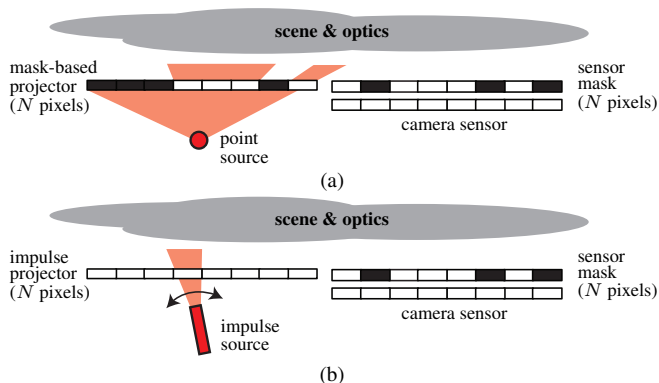 scene & optics
mask-based
projector
(N pixels)
sensor
mask
(N pixels)
camera sensor
point
source
(a)
scene & optics
impulse
projector
(N pixels)
sensor
mask
(N pixels)
camera sensor
impulse
source
(b)